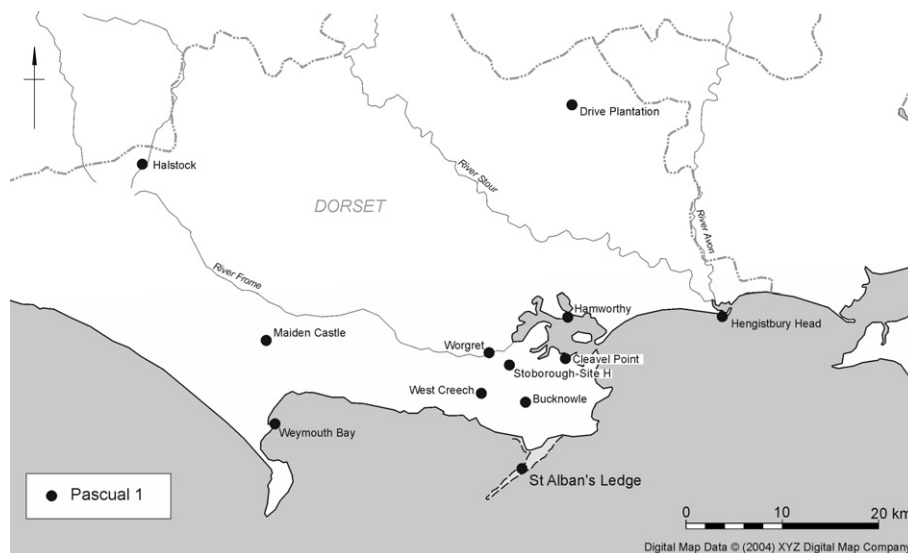 Drive Plantation
Halstock
River Stour
DORSET
River Avon
River Frome
Hamworthy
Hengistbury Head
Maiden Castle
Worgret
Cleavel Point
Stoborough-Site H
West Creech
Bucknowle
Weymouth Bay
St Alban's Ledge
Pascual 1
0 10 20 km
Digital Map Data © (2004) XYZ Digital Map Company